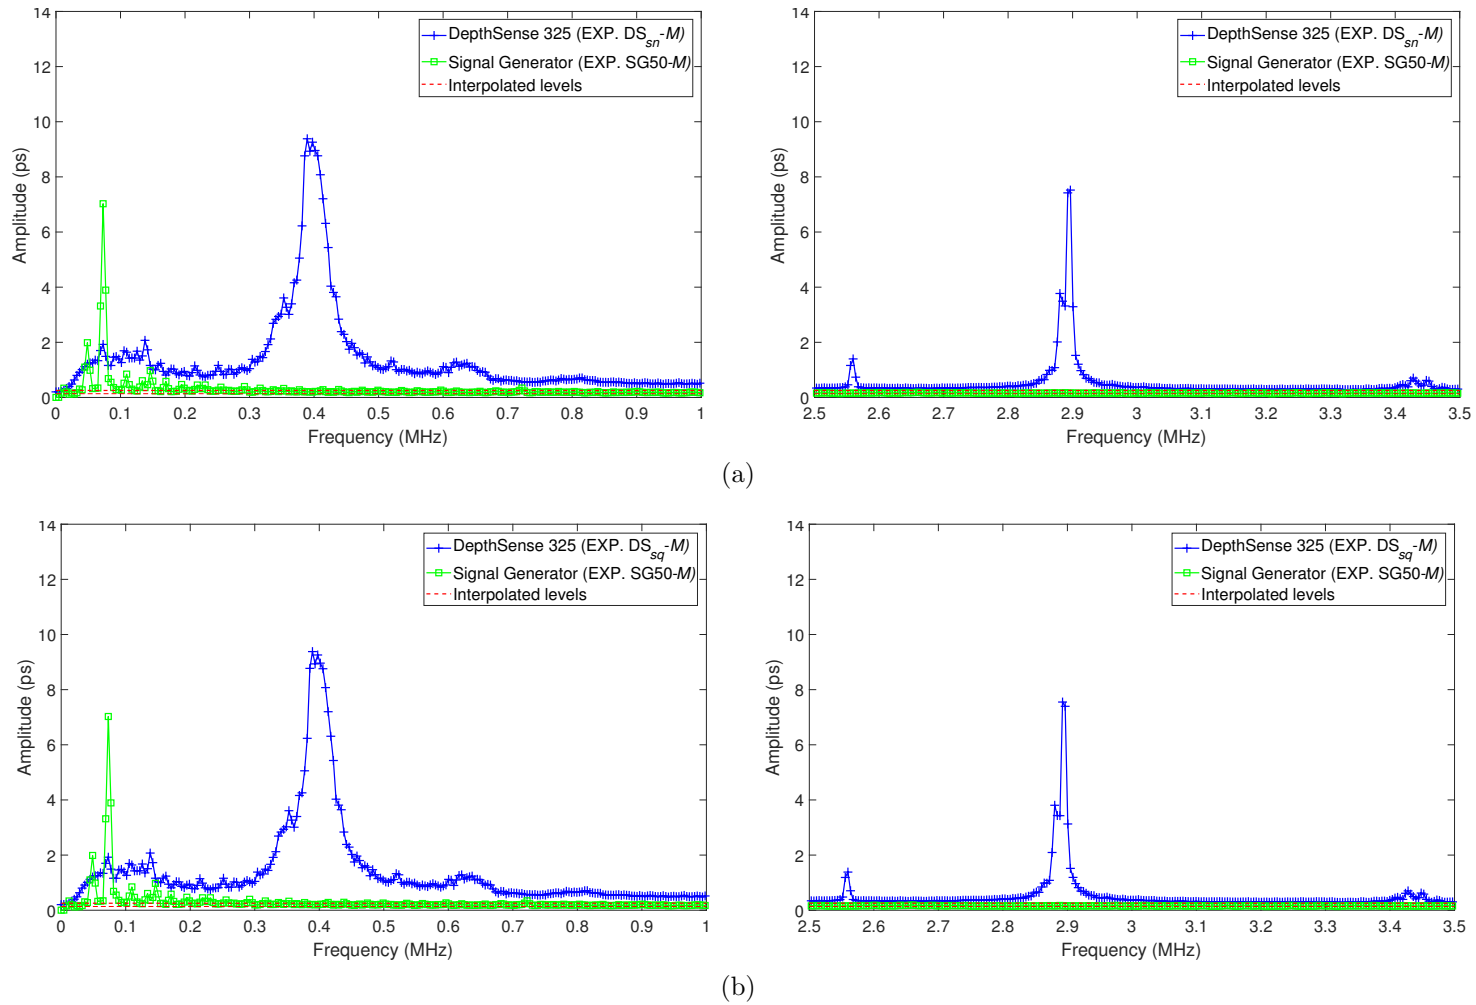 14
12
10
8
6
4
2
0
Amplitude (ps)
0 0.1 0.2 0.3 0.4 0.5 0.6 0.7 0.8 0.9 1
Frequency (MHz)
DepthSense 325 (EXP. DS_sn-M)
Signal Generator (EXP. SG50-M)
Interpolated levels
14
12
10
8
6
4
2
0
Amplitude (ps)
2.5 2.6 2.7 2.8 2.9 3 3.1 3.2 3.3 3.4 3.5
Frequency (MHz)
DepthSense 325 (EXP. DS_sn-M)
Signal Generator (EXP. SG50-M)
Interpolated levels
(a)
14
12
10
8
6
4
2
0
Amplitude (ps)
0 0.1 0.2 0.3 0.4 0.5 0.6 0.7 0.8 0.9 1
Frequency (MHz)
DepthSense 325 (EXP. DS_sq-M)
Signal Generator (EXP. SG50-M)
Interpolated levels
14
12
10
8
6
4
2
0
Amplitude (ps)
2.5 2.6 2.7 2.8 2.9 3 3.1 3.2 3.3 3.4 3.5
Frequency (MHz)
DepthSense 325 (EXP. DS_sq-M)
Signal Generator (EXP. SG50-M)
Interpolated levels
(b)